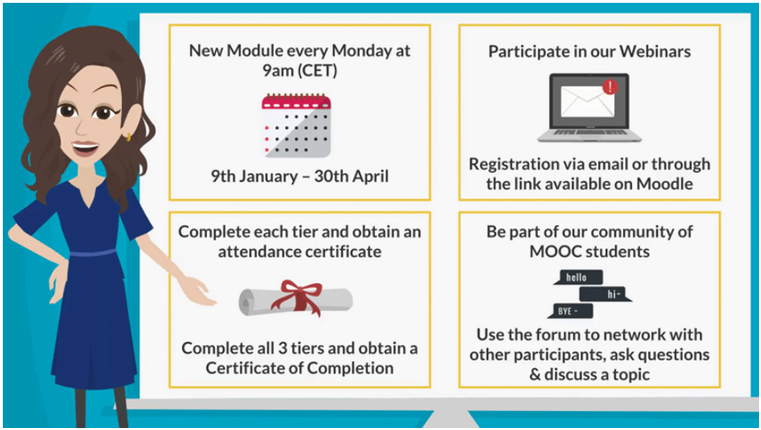 New Module every Monday at
9am (CET)
9th January – 30th April
Participate in our Webinars
!
Registration via email or through
the link available on Moodle
Complete each tier and obtain an
attendance certificate
Complete all 3 tiers and obtain a
Certificate of Completion
Be part of our community of
MOOC students
hello
hi~
BYE ~
Use the forum to network with
other participants, ask questions
& discuss a topic